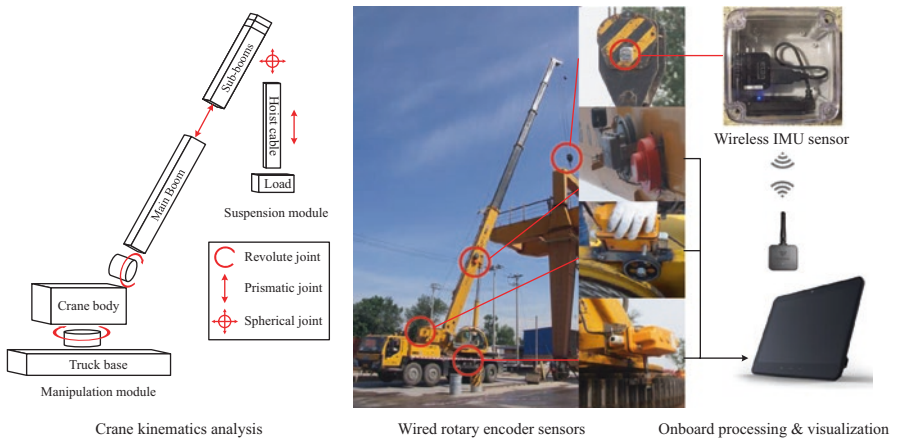 Sub-booms
Hoist cable
Main Boom
Load
Suspension module
Revolute joint
Prismatic joint
Spherical joint
Crane body
Truck base
Manipulation module
Wireless IMU sensor
Crane kinematics analysis
Wired rotary encoder sensors
Onboard processing & visualization